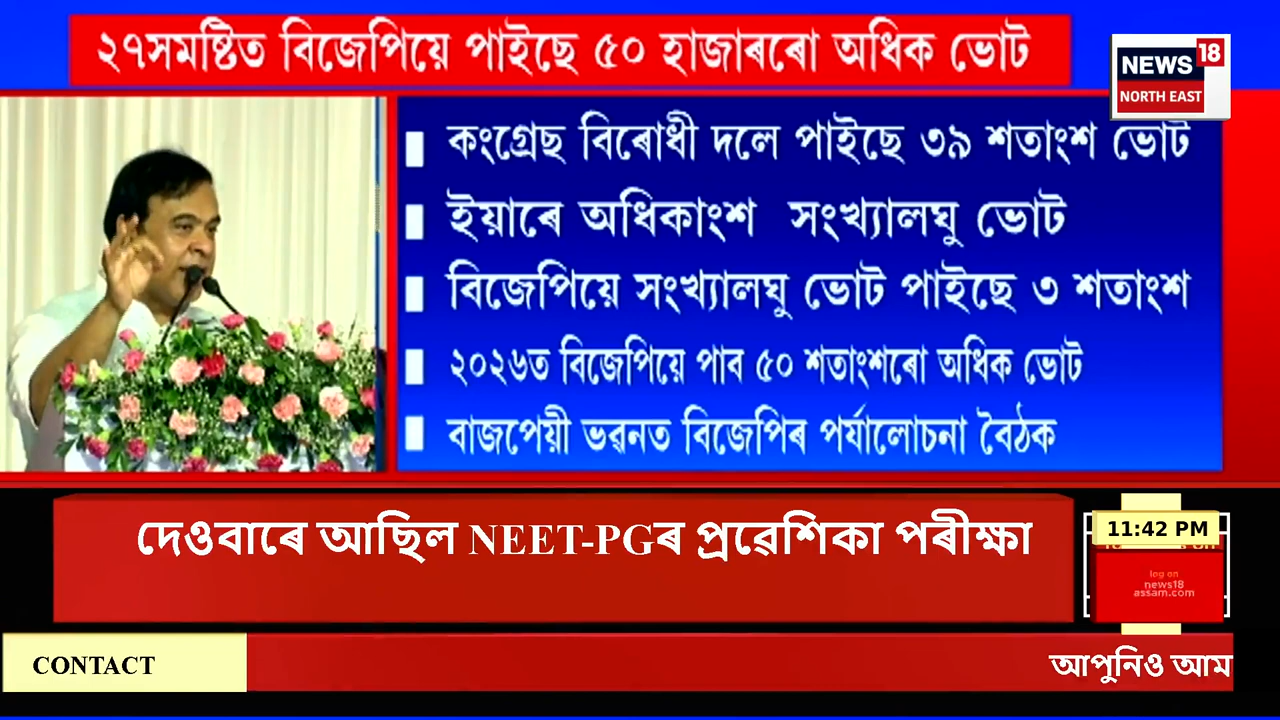 ২৭সমষ্টিত বিজেপিয়ে পাইছে ৫০ হাজাৰৰো অধিক ভোট
NEWS 18
NORTH EAST
কংগ্ৰেছ বিৰোধী দলে পাইছে ৩৯ শতাংশ ভোট
ইয়াৰে অধিকাংশ সংখ্যালঘু ভোট
বিজেপিয়ে সংখ্যালঘু ভোট পাইছে ৩ শতাংশ
২০২৬ত বিজেপিয়ে পাব ৫০ শতাংশৰো অধিক ভোট
বাজপেয়ী ভৱনত বিজেপিৰ পৰ্যালোচনা বৈঠক
দেওবাৰে আছিল NEET-PGৰ প্ৰৱেশিকা পৰীক্ষা
11:42 PM
log on
news18
assam.com
CONTACT
আপুনিও আম